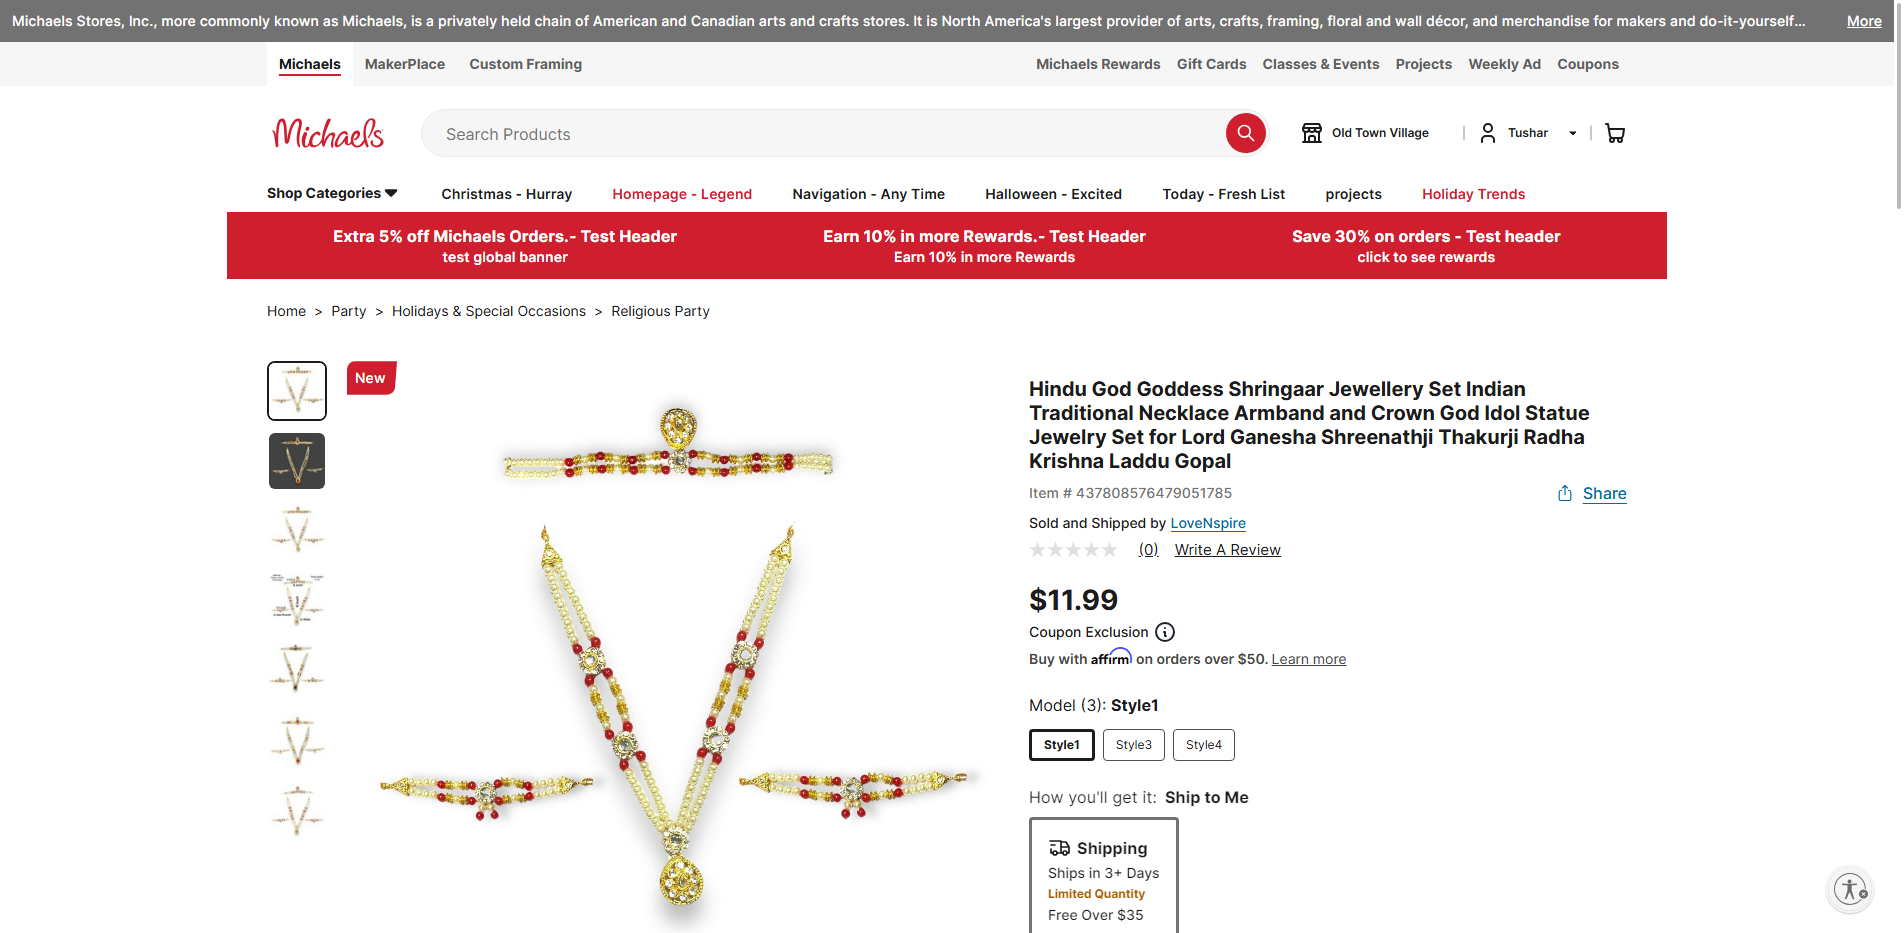 Michaels Stores, Inc., more commonly known as Michaels, is a privately held chain of American and Canadian arts and crafts stores. It is North America's largest provider of arts, crafts, framing, floral and wall décor, and merchandise for makers and do-it-yourself... More
Michaels MakerPlace Custom Framing Michaels Rewards Gift Cards Classes & Events Projects Weekly Ad Coupons
Michaels Search Products Old Town Village Tushar
Shop Categories Christmas - Hurray Homepage - Legend Navigation - Any Time Halloween - Excited Today - Fresh List projects Holiday Trends
Extra 5% off Michaels Orders.- Test Header
test global banner
Earn 10% in more Rewards.- Test Header
Earn 10% in more Rewards
Save 30% on orders - Test header
click to see rewards
Home > Party > Holidays & Special Occasions > Religious Party
New
Hindu God Goddess Shringaar Jewellery Set Indian
Traditional Necklace Armband and Crown God Idol Statue
Jewelry Set for Lord Ganesha Shreenathji Thakurji Radha
Krishna Laddu Gopal
Item # 437808576479051785 Share
Sold and Shipped by LoveNspire
(0) Write A Review
$11.99
Coupon Exclusion
Buy with affirm on orders over $50. Learn more
Model (3): Style1
Style1 Style3 Style4
How you'll get it: Ship to Me
Shipping
Ships in 3+ Days
Limited Quantity
Free Over $35